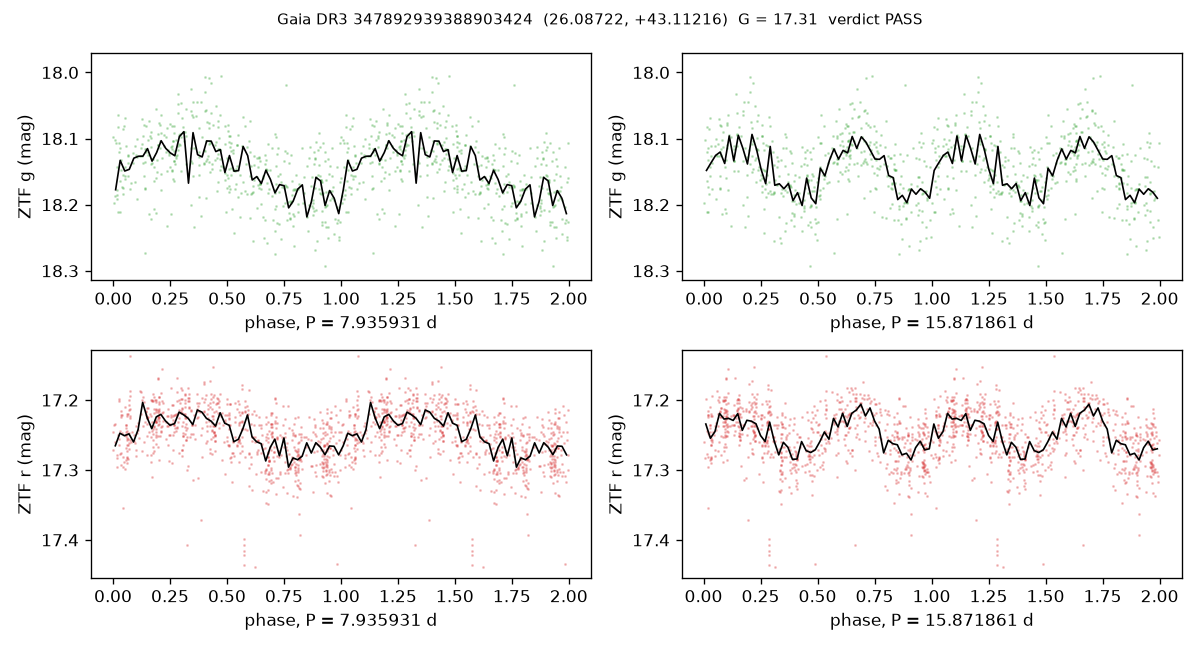 Gaia DR3 347892939388903424 (26.08722, +43.11216) G = 17.31 verdict PASS
ZTF g (mag)
18.0
18.1
18.2
18.3
0.00 0.25 0.50 0.75 1.00 1.25 1.50 1.75 2.00
phase, P = 7.935931 d
ZTF g (mag)
18.0
18.1
18.2
18.3
0.00 0.25 0.50 0.75 1.00 1.25 1.50 1.75 2.00
phase, P = 15.871861 d
ZTF r (mag)
17.2
17.3
17.4
0.00 0.25 0.50 0.75 1.00 1.25 1.50 1.75 2.00
phase, P = 7.935931 d
ZTF r (mag)
17.2
17.3
17.4
0.00 0.25 0.50 0.75 1.00 1.25 1.50 1.75 2.00
phase, P = 15.871861 d